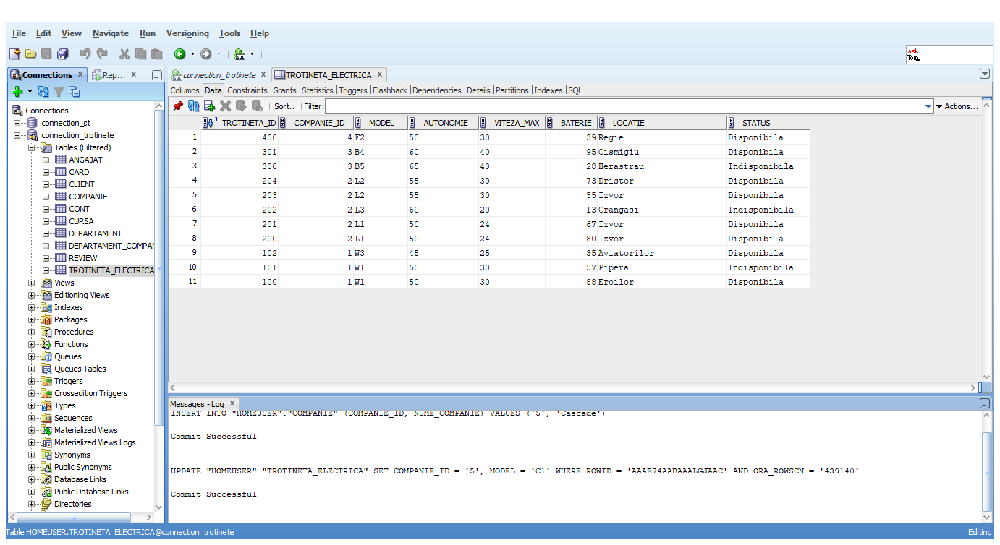 File Edit View Navigate Run Versioning Tools Help
ask
Tom
Connections x Rep... x
connection_trotinete x TROTINETA_ELECTRICA x
Columns Data Constraints Grants Statistics Triggers Flashback Dependencies Details Partitions Indexes SQL
Sort.. Filter: Actions...
Connections
connection_st
connection_trotinete
Tables (Filtered)
ANGAJAT
CARD
CLIENT
COMPANIE
CONT
CURSA
DEPARTAMENT
DEPARTAMENT_COMPAN
REVIEW
TROTINETA_ELECTRICA
Views
Editioning Views
Indexes
Packages
Procedures
Functions
Queues
Queues Tables
Triggers
Crossedition Triggers
Types
Sequences
Materialized Views
Materialized Views Logs
Synonyms
Public Synonyms
Database Links
Public Database Links
Directories
1 TROTINETA_ID COMPANIE_ID MODEL AUTONOMIE VITEZA_MAX BATERIE LOCATIE STATUS
1 400 4 F2 50 30 39 Regie Disponibila
2 301 3 B4 60 40 95 Cismigiu Disponibila
3 300 3 B5 65 40 28 Herastrau Indisponibila
4 204 2 L2 55 30 73 Dristor Disponibila
5 203 2 L2 55 30 55 Izvor Disponibila
6 202 2 L3 60 20 13 Crangasi Indisponibila
7 201 2 L1 50 24 67 Izvor Disponibila
8 200 2 L1 50 24 80 Izvor Disponibila
9 102 1 W3 45 25 35 Aviatorilor Disponibila
10 101 1 W1 50 30 57 Pipera Indisponibila
11 100 1 W1 50 30 88 Eroilor Disponibila
Messages - Log x
INSERT INTO "HOMEUSER"."COMPANIE" (COMPANIE_ID, NUME_COMPANIE) VALUES ('5', 'Cascade')
Commit Successful
UPDATE "HOMEUSER"."TROTINETA_ELECTRICA" SET COMPANIE_ID = '5', MODEL = 'C1' WHERE ROWID = 'AAAE74AABAAALGJAAC' AND ORA_ROWSCN = '439140'
Commit Successful
Table HOMEUSER.TROTINETA_ELECTRICA@connection_trotinete Editing